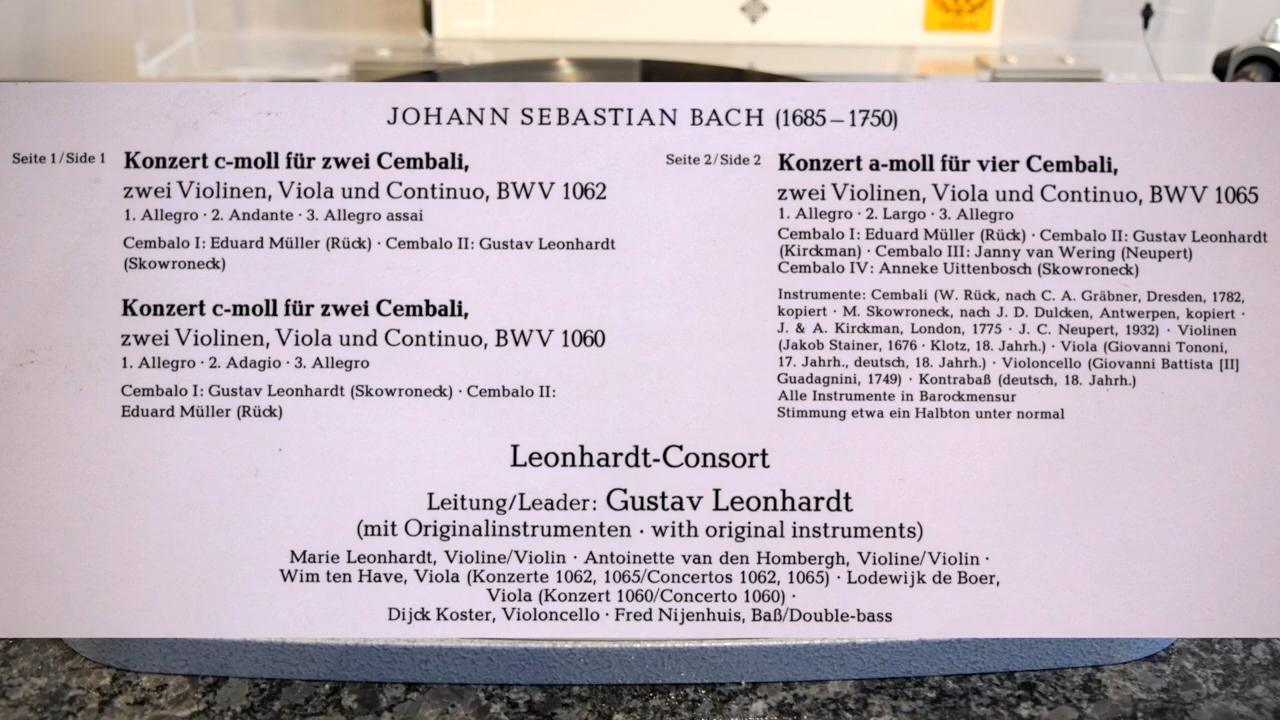 JOHANN SEBASTIAN BACH (1685–1750)
Seite 1/Side 1
Konzert c-moll für zwei Cembali,
zwei Violinen, Viola und Continuo, BWV 1062
1. Allegro · 2. Andante · 3. Allegro assai
Cembalo I: Eduard Müller (Rück) · Cembalo II: Gustav Leonhardt
(Skowroneck)
Konzert c-moll für zwei Cembali,
zwei Violinen, Viola und Continuo, BWV 1060
1. Allegro · 2. Adagio · 3. Allegro
Cembalo I: Gustav Leonhardt (Skowroneck) · Cembalo II:
Eduard Müller (Rück)
Seite 2/Side 2
Konzert a-moll für vier Cembali,
zwei Violinen, Viola und Continuo, BWV 1065
1. Allegro · 2. Largo · 3. Allegro
Cembalo I: Eduard Müller (Rück) · Cembalo II: Gustav Leonhardt
(Kirckman) · Cembalo III: Janny van Wering (Neupert)
Cembalo IV: Anneke Uittenbosch (Skowroneck)
Instrumente: Cembali (W. Rück, nach C. A. Gräbner, Dresden, 1782,
kopiert · M. Skowroneck, nach J. D. Dulcken, Antwerpen, kopiert ·
J. & A. Kirckman, London, 1775 · J. C. Neupert, 1932) · Violinen
(Jakob Stainer, 1676 · Klotz, 18. Jahrh.) · Viola (Giovanni Tononi,
17. Jahrh., deutsch, 18. Jahrh.) · Violoncello (Giovanni Battista [II]
Guadagnini, 1749) · Kontrabaß (deutsch, 18. Jahrh.)
Alle Instrumente in Barockmensur
Stimmung etwa ein Halbton unter normal
Leonhardt-Consort
Leitung/Leader: Gustav Leonhardt
(mit Originalinstrumenten · with original instruments)
Marie Leonhardt, Violine/Violin · Antoinette van den Hombergh, Violine/Violin ·
Wim ten Have, Viola (Konzerte 1062, 1065/Concertos 1062, 1065) · Lodewijk de Boer,
Viola (Konzert 1060/Concerto 1060) ·
Dijck Koster, Violoncello · Fred Nijenhuis, Baß/Double-bass